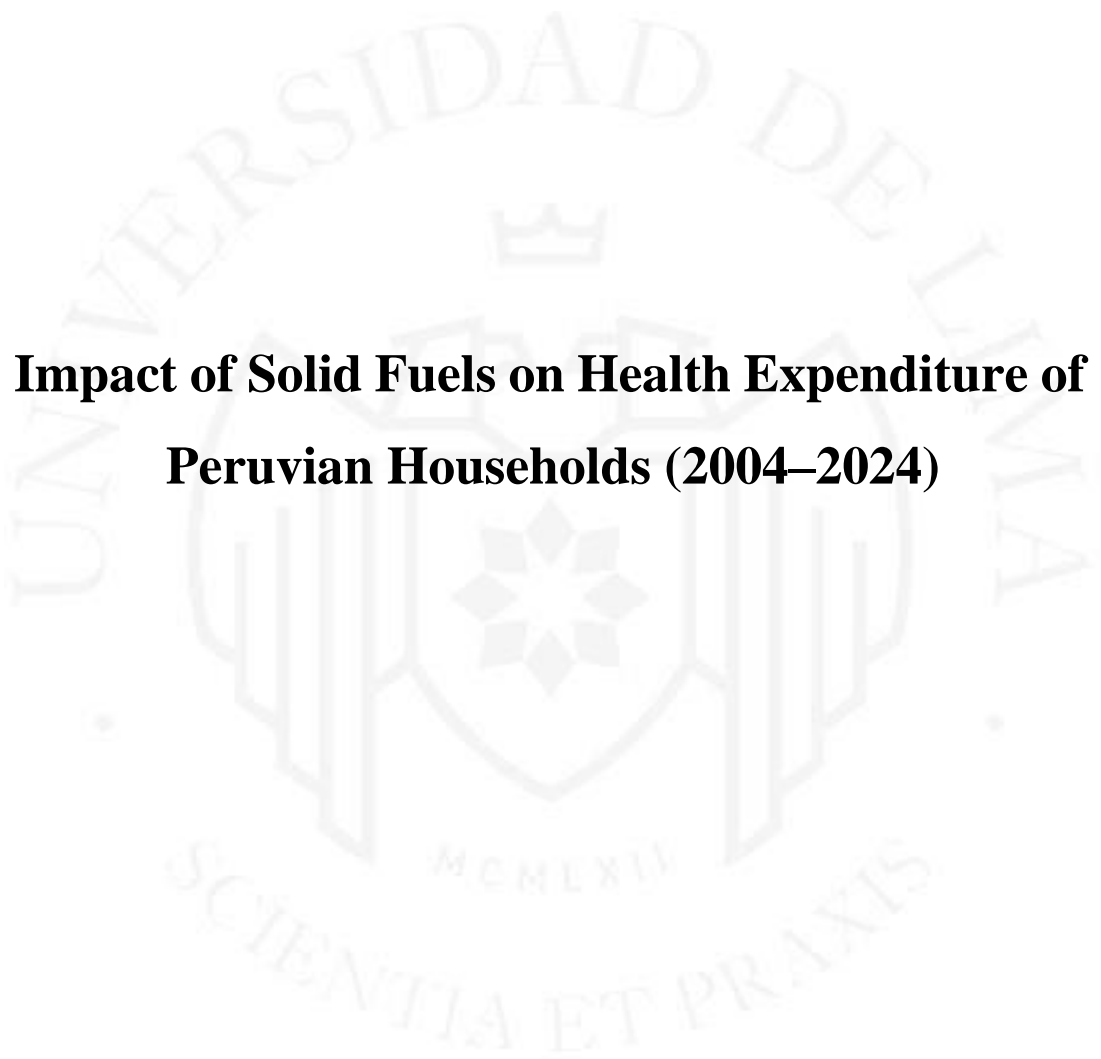 UNIVERSIDAD DE LIMA
Impact of Solid Fuels on Health Expenditure of
Peruvian Households (2004–2024)
MCMLXII
SCIENTIA ET PRAXIS